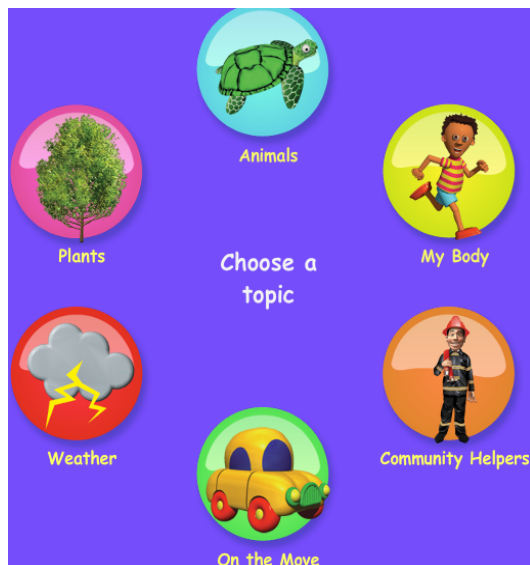 Animals
Plants
My Body
Choose a
topic
Weather
Community Helpers
On the Move